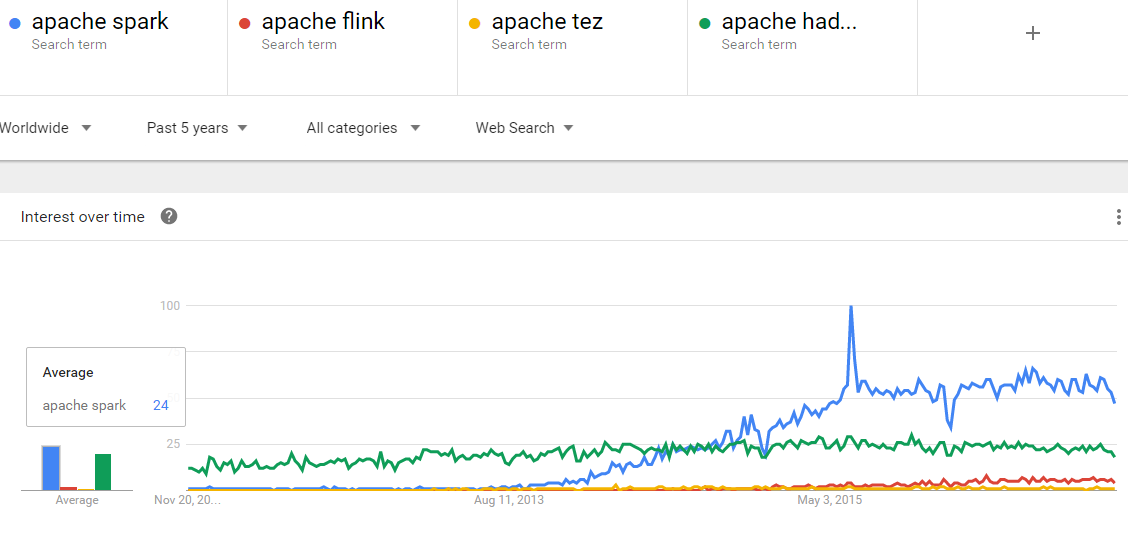 apache spark
Search term
apache flink
Search term
apache tez
Search term
apache had...
Search term
+
Worldwide
Past 5 years
All categories
Web Search
Interest over time
?
100
Average
apache spark 24
25
Average
Nov 20, 20...
Aug 11, 2013
May 3, 2015